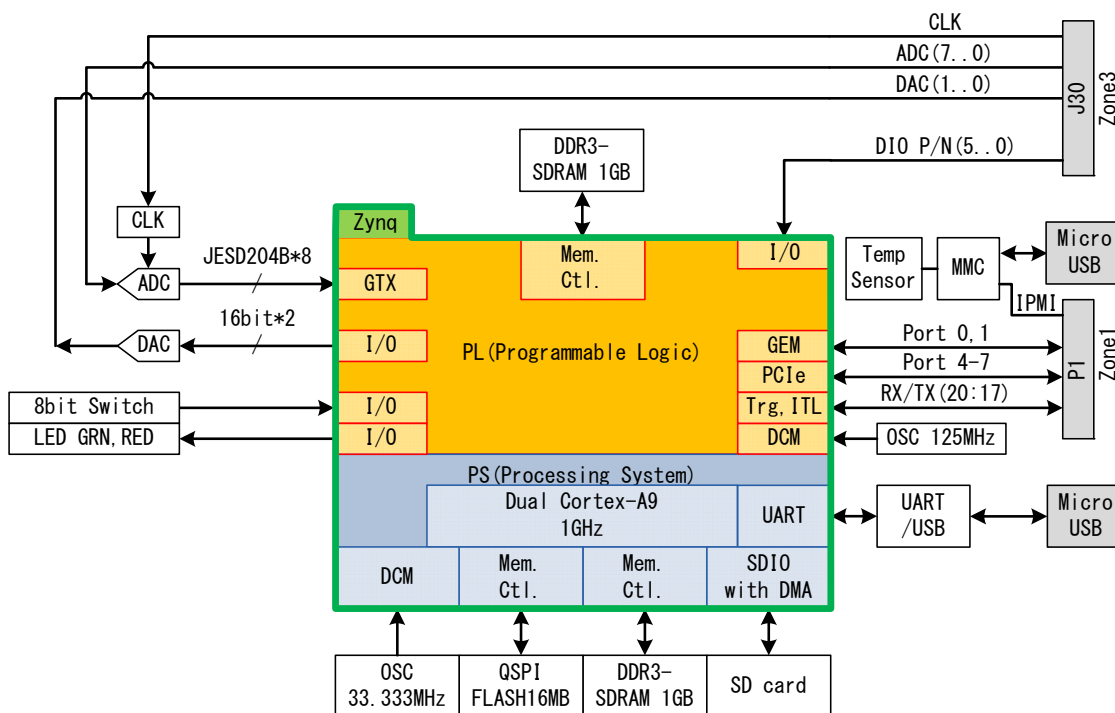 CLK
ADC(7..0)
DAC(1..0)
DIO P/N(5..0)
J30
Zone3
DDR3-
SDRAM 1GB
CLK
Zynq
ADC
JESD204B*8
GTX
Mem.
Ctl.
I/O
Temp
Sensor
MMC
Micro
USB
IPMI
DAC
16bit*2
I/O
PL(Programmable Logic)
GEM
Port 0,1
PCIe
Port 4-7
Trg,ITL
RX/TX(20:17)
P1
Zone1
8bit Switch
I/O
LED GRN,RED
I/O
DCM
OSC 125MHz
PS(Processing System)
Dual Cortex-A9
1GHz
UART
UART
/USB
Micro
USB
DCM
Mem.
Ctl.
Mem.
Ctl.
SDIO
with DMA
OSC
33.333MHz
QSPI
FLASH16MB
DDR3-
SDRAM 1GB
SD card